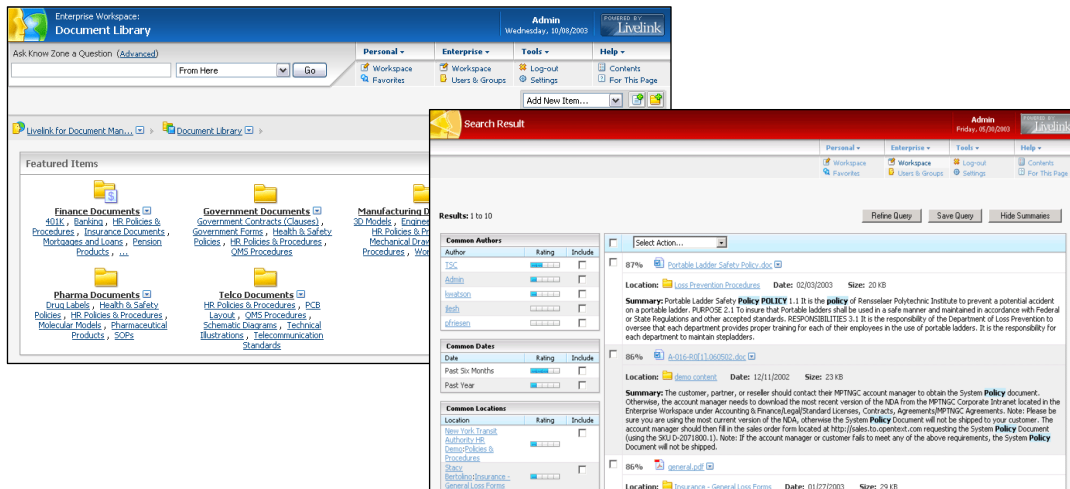 Enterprise Workspace:
Document Library
Admin
Wednesday, 10/08/2003
POWERED BY
Livelink
Ask Know Zone a Question (Advanced)
From Here
Go
Personal
Enterprise
Tools
Help
Workspace
Workspace
Log-out
Contents
Favorites
Users & Groups
Settings
For This Page
Add New Item...
Livelink for Document Man...
Document Library
Featured Items
Finance Documents
401K , Banking , HR Policies &
Procedures , Insurance Documents ,
Mortgages and Loans , Pension
Products , ...
Government Documents
Government Contracts (Clauses) ,
Government Forms , Health & Safety
Policies , HR Policies & Procedures ,
QMS Procedures
Manufacturing D
3D Models , Engine
HR Policies & Pr
Mechanical Draw
Procedures , Wor
Pharma Documents
Drug Labels , Health & Safety
Policies , HR Policies & Procedures ,
Molecular Models , Pharmaceutical
Products , SOPs
Telco Documents
HR Policies & Procedures , PCB
Layout , QMS Procedures ,
Schematic Diagrams , Technical
Illustrations , Telecommunication
Standards
Search Result
Admin
Friday, 05/30/2003
POWERED BY
Livelink
Personal
Enterprise
Tools
Help
Workspace
Workspace
Log-out
Contents
Favorites
Users & Groups
Settings
For This Page
Results: 1 to 10
Refine Query
Save Query
Hide Summaries
Common Authors
Author Rating Include
TSC
Admin
kwatson
pfriesen
Common Dates
Date Rating Include
Past Six Months
Past Year
Common Locations
Location Rating Include
New York Transit
Authority HR
Demo:Policies &
Procedures
Stacy
Bertolino:Insurance -
General Loss Forms
Select Action...
87% Portable Ladder Safety Policy.doc
Location: Loss Prevention Procedures Date: 02/03/2003 Size: 20 KB
Summary: Portable Ladder Safety Policy POLICY 1.1 It is the policy of Rensselaer Polytechnic Institute to prevent a potential accident
on a portable ladder. PURPOSE 2.1 To insure that Portable ladders shall be used in a safe manner and maintained in accordance with Federal
or State Regulations and other accepted standards. RESPONSIBILITIES 3.1 It is the responsibility of the Department of Loss Prevention to
oversee that each department provides proper training for each of their employees in the use of portable ladders. It is the responsibility for
each department to maintain stepladders.
86% A-016-R0[1].060502.doc
Location: demo content Date: 12/11/2002 Size: 23 KB
Summary: The customer, partner, or reseller should contact their MPTNGC account manager to obtain the System Policy document.
Otherwise, the account manager needs to download the most recent version of the NDA from the MPTNGC Corporate Intranet located in the
Enterprise Workspace under Accounting & Finance/Legal/Standard Licenses, Contracts, Agreements/MPTNGC Agreements. Note: Please be
sure you are using the most current version of the NDA, otherwise the System Policy Document will not be shipped to your customer. The
account manager should then fill in the sales order form located at http://sales.to.opentext.com requesting the System Policy Document
(using the SKU D-2071800.1). Note: If the account manager or customer fails to meet any of the above requirements, the System Policy
Document will not be shipped.
86% general.pdf
Location: Insurance - General Loss Forms Date: 01/27/2003 Size: 29 KB